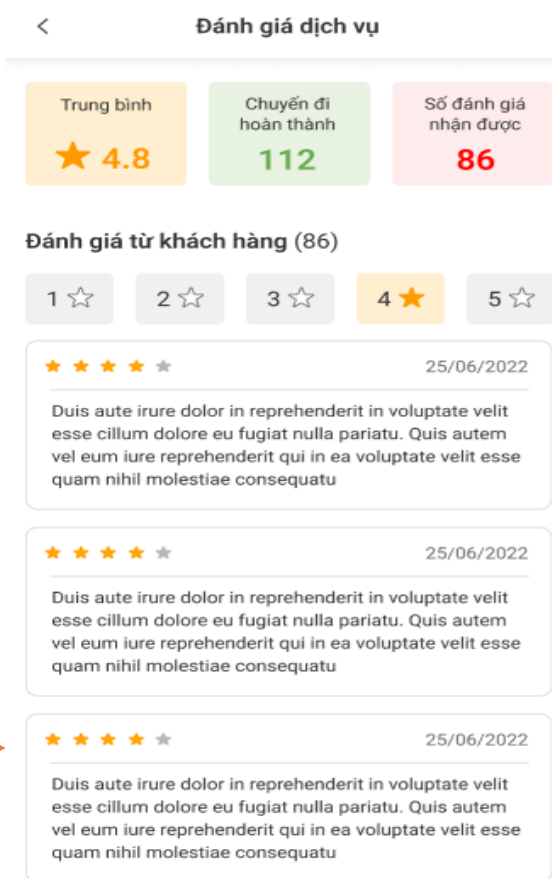 Đánh giá dịch vụ
Trung bình
4.8
Chuyến đi
hoàn thành
112
Số đánh giá
nhận được
86
Đánh giá từ khách hàng (86)
1
2
3
4
5
25/06/2022
Duis aute irure dolor in reprehenderit in voluptate velit
esse cillum dolore eu fugiat nulla pariatu. Quis autem
vel eum iure reprehenderit qui in ea voluptate velit esse
quam nihil molestiae consequatu
25/06/2022
Duis aute irure dolor in reprehenderit in voluptate velit
esse cillum dolore eu fugiat nulla pariatu. Quis autem
vel eum iure reprehenderit qui in ea voluptate velit esse
quam nihil molestiae consequatu
25/06/2022
Duis aute irure dolor in reprehenderit in voluptate velit
esse cillum dolore eu fugiat nulla pariatu. Quis autem
vel eum iure reprehenderit qui in ea voluptate velit esse
quam nihil molestiae consequatu